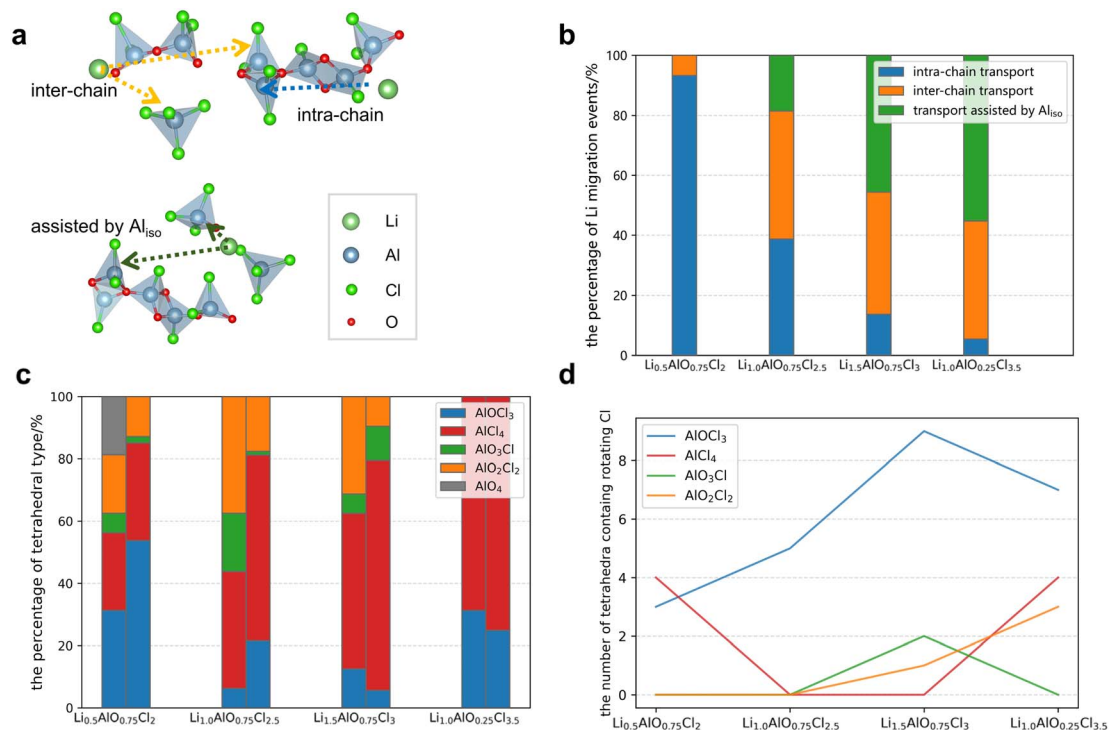 a
inter-chain
intra-chain
assisted by Al_iso
Li
Al
Cl
O
b
the percentage of Li migration events/%
100
80
60
40
20
0
intra-chain transport
inter-chain transport
transport assisted by Al_iso
Li₀.₅AlO₀.₇₅Cl₂
Li₁.₀AlO₀.₇₅Cl₂.₅
Li₁.₅AlO₀.₇₅Cl₃
Li₁.₀AlO₀.₂₅Cl₃.₅
c
the percentage of tetrahedral type/%
100
80
60
40
20
0
AlOCl₃
AlCl₄
AlO₃Cl
AlO₂Cl₂
AlO₄
Li₀.₅AlO₀.₇₅Cl₂
Li₁.₀AlO₀.₇₅Cl₂.₅
Li₁.₅AlO₀.₇₅Cl₃
Li₁.₀AlO₀.₂₅Cl₃.₅
d
the number of tetrahedra containg rotating Cl
8
6
4
2
0
AlOCl₃
AlCl₄
AlO₃Cl
AlO₂Cl₂
Li₀.₅AlO₀.₇₅Cl₂
Li₁.₀AlO₀.₇₅Cl₂.₅
Li₁.₅AlO₀.₇₅Cl₃
Li₁.₀AlO₀.₂₅Cl₃.₅